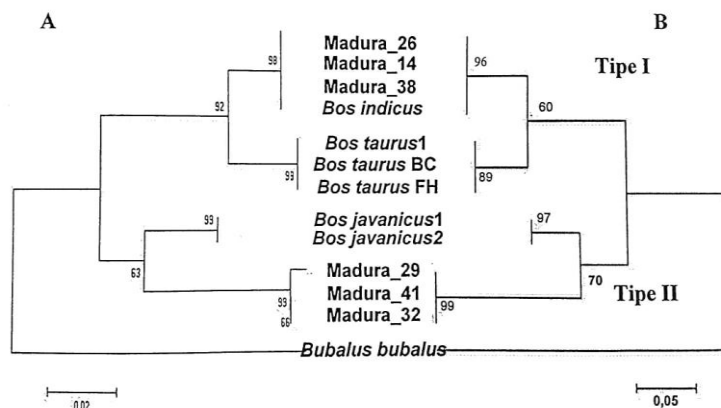 A B
98 Madura_26 96 Tipe I
Madura_14
Madura_38
92 Bos indicus 60
Bos taurus1
Bos taurus BC
99 Bos taurus FH 89
99 Bos javanicus1 97
Bos javanicus2
63 Madura_29 70
99 Madura_41 99 Tipe II
66 Madura_32
Bubalus bubalus
0,02 0,05